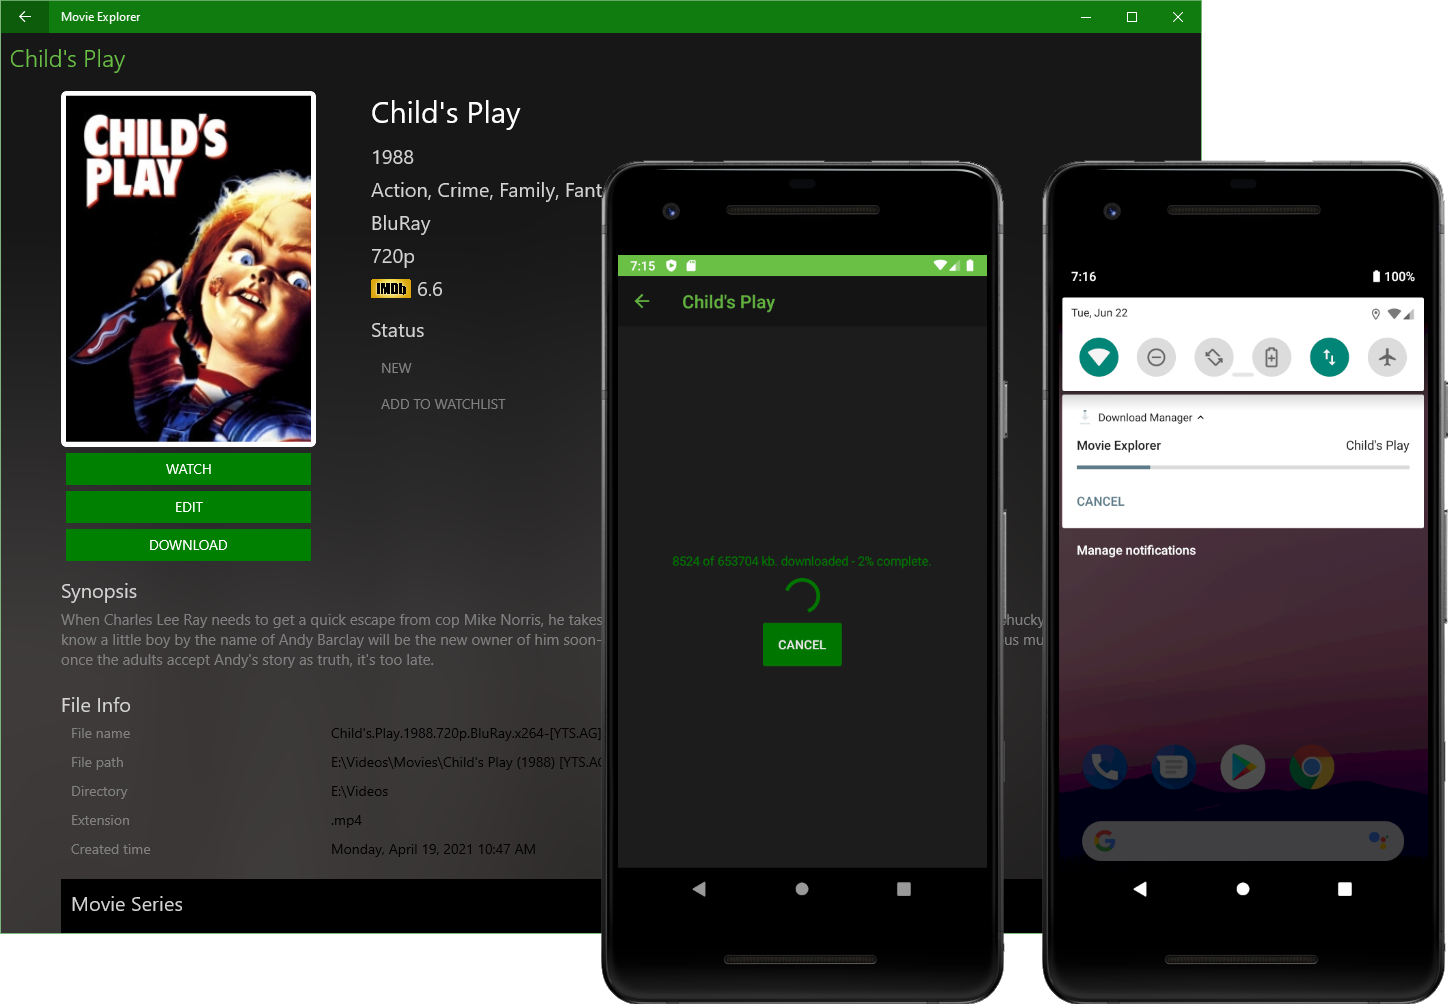 Movie Explorer
Child's Play
CHILD'S
PLAY
Child's Play
1988
Action, Crime, Family, Fant
BluRay
720p
IMDb 6.6
Status
NEW
ADD TO WATCHLIST
WATCH
EDIT
DOWNLOAD
Synopsis
When Charles Lee Ray needs to get a quick escape from cop Mike Norris, he takes
hucky
know a little boy by the name of Andy Barclay will be the new owner of him soon-
us mu
once the adults accept Andy's story as truth, it's too late.
File Info
File name Child's.Play.1988.720p.BluRay.x264-[YTS.AG]
File path E:\Videos\Movies\Child's Play (1988) [YTS.AG
Directory E:\Videos
Extension .mp4
Created time Monday, April 19, 2021 10:47 AM
Movie Series
7:15
Child's Play
8524 of 653704 kb. downloaded - 2% complete.
CANCEL
7:16 100%
Tue, Jun 22
Download Manager
Movie Explorer Child's Play
CANCEL
Manage notifications